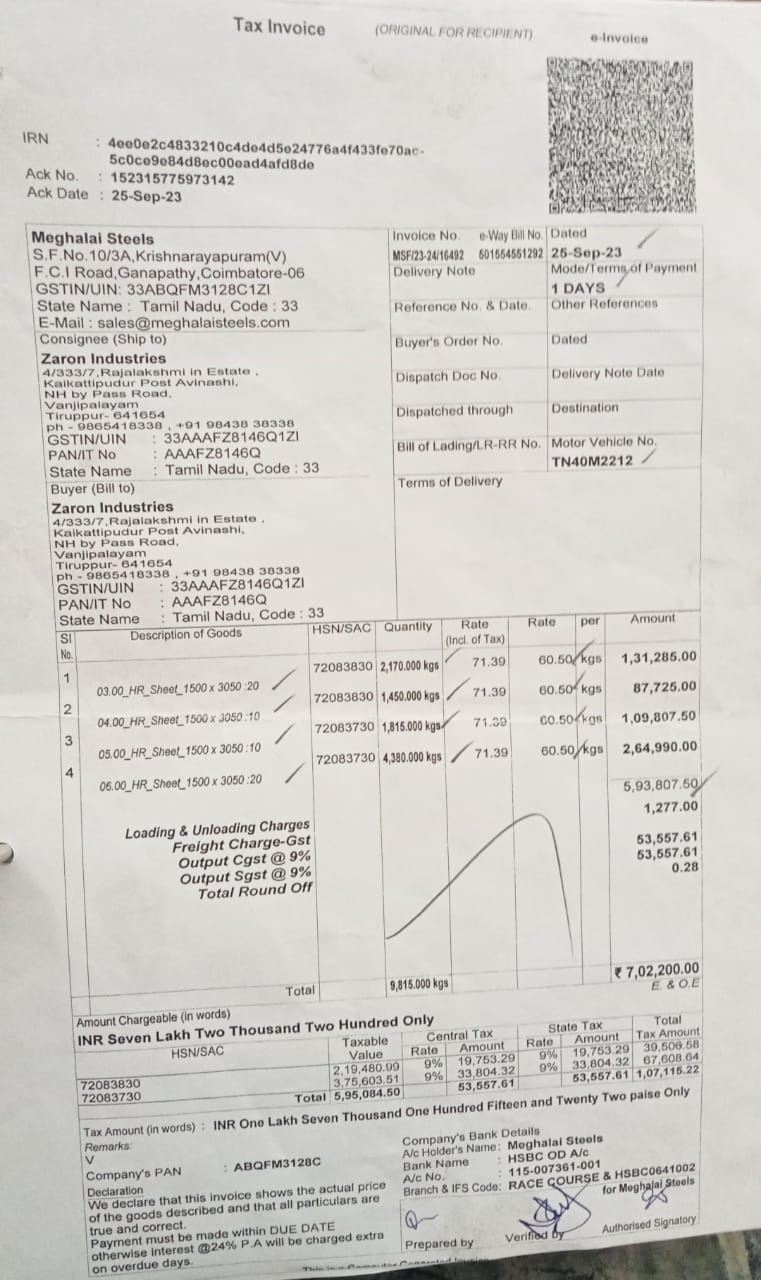 Tax Invoice (ORIGINAL FOR RECIPIENT) e-Invoice
IRN : 4ee0e2c4833210c4de4d5e24776a4f433fe70ac-
5c0ce9e84d8ec00ead4afd8de
Ack No. : 152315775973142
Ack Date : 25-Sep-23
Meghalai Steels
S.F.No.10/3A,Krishnarayapuram(V)
F.C.I Road,Ganapathy,Coimbatore-06
GSTIN/UIN: 33ABQFM3128C1ZI
State Name : Tamil Nadu, Code : 33
E-Mail : sales@meghalaisteels.com
Invoice No. e-Way Bill No. Dated
MSF/23-24/16492 501554551292 25-Sep-23
Delivery Note Mode/Terms of Payment
1 DAYS
Reference No. & Date. Other References
Buyer's Order No. Dated
Dispatch Doc No. Delivery Note Date
Dispatched through Destination
Bill of Lading/LR-RR No. Motor Vehicle No.
TN40M2212
Terms of Delivery
Consignee (Ship to)
Zaron Industries
4/333/7,Rajalakshmi in Estate ,
Kaikattipudur Post Avinashi,
NH by Pass Road,
Vanjipalayam
Tiruppur- 641654
ph - 9865418338 , +91 98438 38338
GSTIN/UIN : 33AAAFZ8146Q1ZI
PAN/IT No : AAAFZ8146Q
State Name : Tamil Nadu, Code : 33
Buyer (Bill to)
Zaron Industries
4/333/7,Rajalakshmi in Estate ,
Kaikattipudur Post Avinashi,
NH by Pass Road,
Vanjipalayam
Tiruppur- 641654
ph - 9865418338 , +91 98438 38338
GSTIN/UIN : 33AAAFZ8146Q1ZI
PAN/IT No : AAAFZ8146Q
State Name : Tamil Nadu, Code : 33
Sl No. Description of Goods HSN/SAC Quantity Rate (Incl. of Tax) Rate per Amount
1 03.00_HR_Sheet_1500 x 3050 :20 72083830 2,170.000 kgs 71.39 60.50 kgs 1,31,285.00
2 04.00_HR_Sheet_1500 x 3050 :10 72083830 1,450.000 kgs 71.39 60.50 kgs 87,725.00
3 05.00_HR_Sheet_1500 x 3050 :10 72083730 1,815.000 kgs 71.39 60.50 kgs 1,09,807.50
4 06.00_HR_Sheet_1500 x 3050 :20 72083730 4,380.000 kgs 71.39 60.50 kgs 2,64,990.00
5,93,807.50
Loading & Unloading Charges 1,277.00
Freight Charge-Gst
Output Cgst @ 9% 53,557.61
Output Sgst @ 9% 53,557.61
Total Round Off 0.28
Total 9,815.000 kgs ₹ 7,02,200.00
E. & O.E
Amount Chargeable (in words)
INR Seven Lakh Two Thousand Two Hundred Only
HSN/SAC Taxable Value Central Tax Rate Amount State Tax Rate Amount Total Tax Amount
72083830 2,19,480.99 9% 19,753.29 9% 19,753.29 39,506.58
72083730 3,75,603.51 9% 33,804.32 9% 33,804.32 67,608.64
Total 5,95,084.50 53,557.61 53,557.61 1,07,115.22
Tax Amount (in words) : INR One Lakh Seven Thousand One Hundred Fifteen and Twenty Two paise Only
Remarks:
V
Company's PAN : ABQFM3128C
Declaration
We declare that this invoice shows the actual price
of the goods described and that all particulars are
true and correct.
Payment must be made within DUE DATE
otherwise interest @24% P.A will be charged extra
on overdue days.
Company's Bank Details
A/c Holder's Name: Meghalai Steels
Bank Name : HSBC OD A/c
A/c No. : 115-007361-001
Branch & IFS Code: RACE COURSE & HSBC0641002
for Meghalai Steels
Prepared by Verified by Authorised Signatory
This is a Computer Generated Invoice